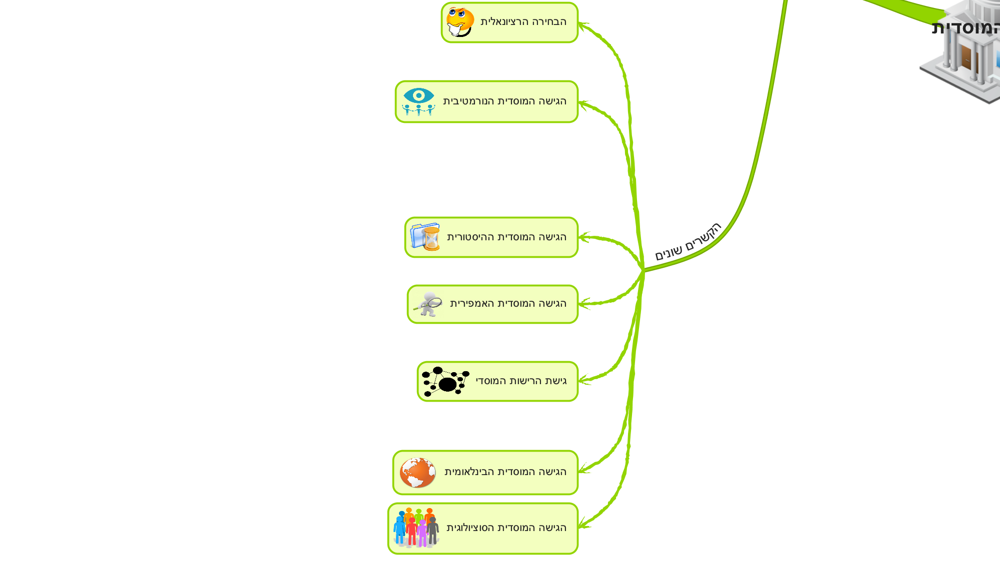 המוסדית
הקשרים שונים
הבחירה הרציונאלית
הגישה המוסדית הנורמטיבית
הגישה המוסדית ההיסטורית
הגישה המוסדית האמפירית
גישת הרישות המוסדי
הגישה המוסדית הבינלאומית
הגישה המוסדית הסוציולוגית